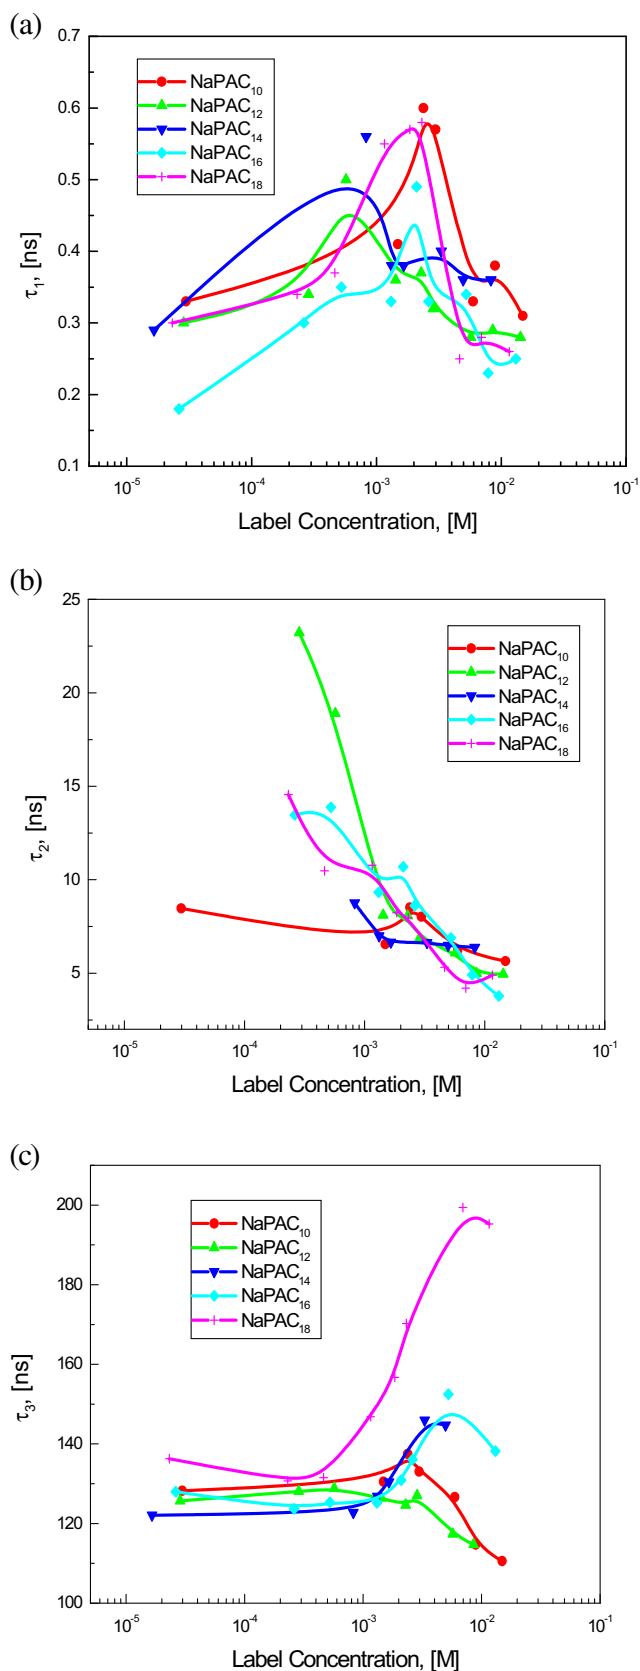 (a)
0.7
0.6
0.5
0.4
0.3
0.2
0.1
τ₁, [ns]
NaPAC₁₀
NaPAC₁₂
NaPAC₁₄
NaPAC₁₆
NaPAC₁₈
10⁻⁵ 10⁻⁴ 10⁻³ 10⁻² 10⁻¹
Label Concentration, [M]
(b)
25
20
15
10
5
τ₂, [ns]
NaPAC₁₀
NaPAC₁₂
NaPAC₁₄
NaPAC₁₆
NaPAC₁₈
10⁻⁵ 10⁻⁴ 10⁻³ 10⁻² 10⁻¹
Label Concentration, [M]
(c)
200
180
160
140
120
100
τ₃, [ns]
NaPAC₁₀
NaPAC₁₂
NaPAC₁₄
NaPAC₁₆
NaPAC₁₈
10⁻⁵ 10⁻⁴ 10⁻³ 10⁻² 10⁻¹
Label Concentration, [M]